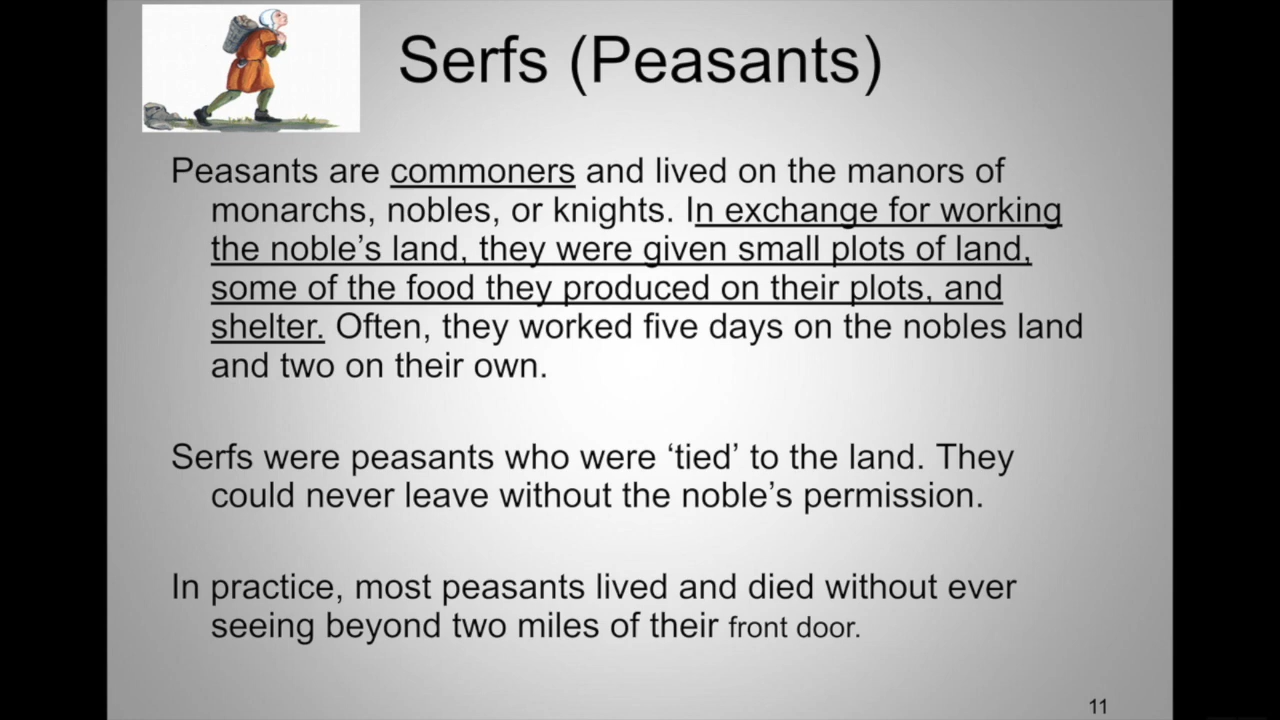 Serfs (Peasants)
Peasants are commoners and lived on the manors of
monarchs, nobles, or knights. In exchange for working
the noble’s land, they were given small plots of land,
some of the food they produced on their plots, and
shelter. Often, they worked five days on the nobles land
and two on their own.
Serfs were peasants who were ‘tied’ to the land. They
could never leave without the noble’s permission.
In practice, most peasants lived and died without ever
seeing beyond two miles of their front door.
11